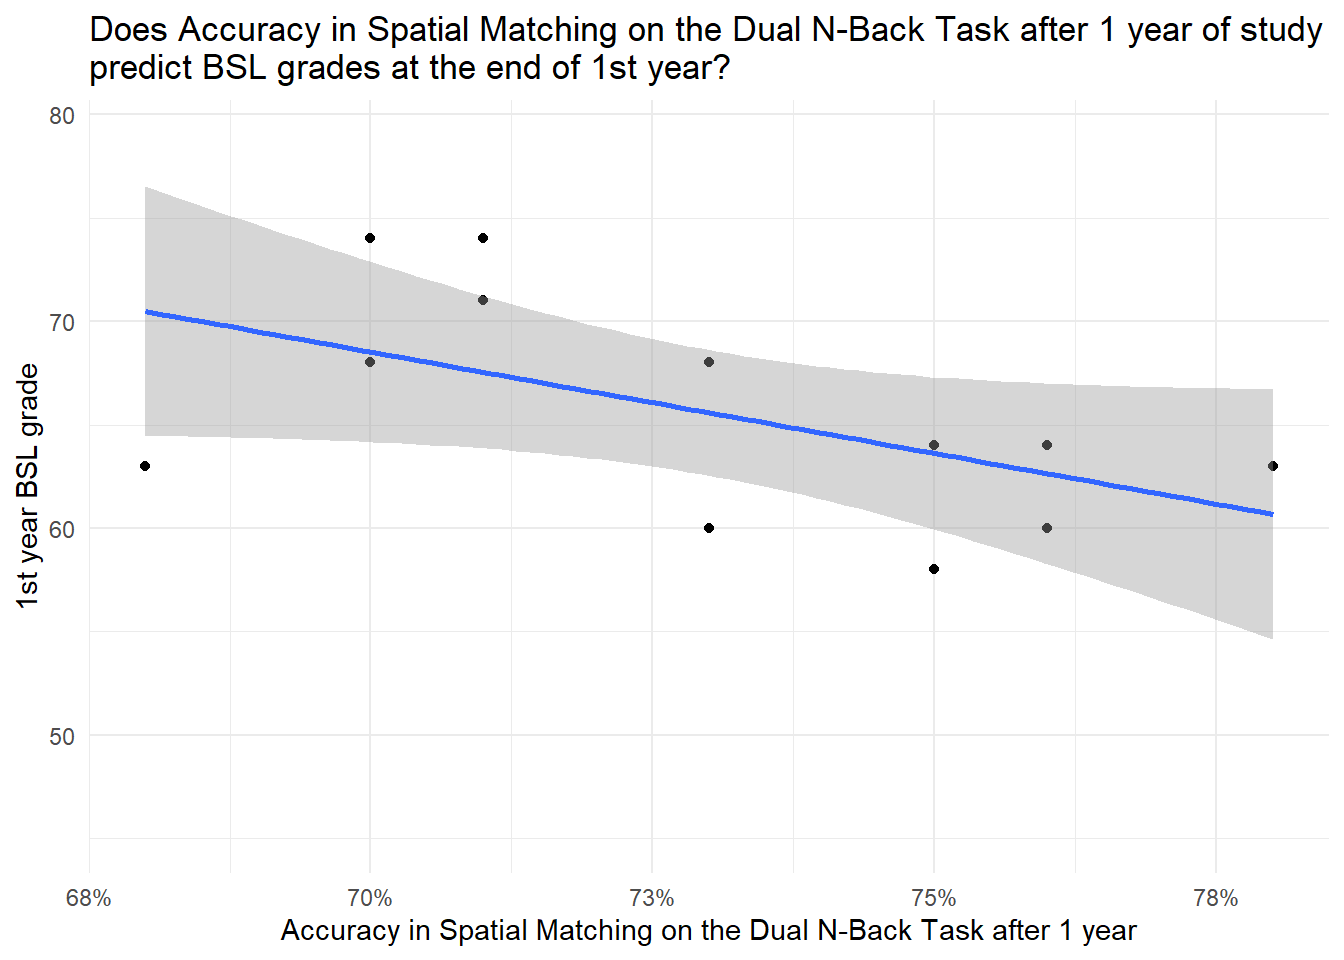 Does Accuracy in Spatial Matching on the Dual N-Back Task after 1 year of study
predict BSL grades at the end of 1st year?
80
70
60
50
1st year BSL grade
68%
70%
73%
75%
78%
Accuracy in Spatial Matching on the Dual N-Back Task after 1 year